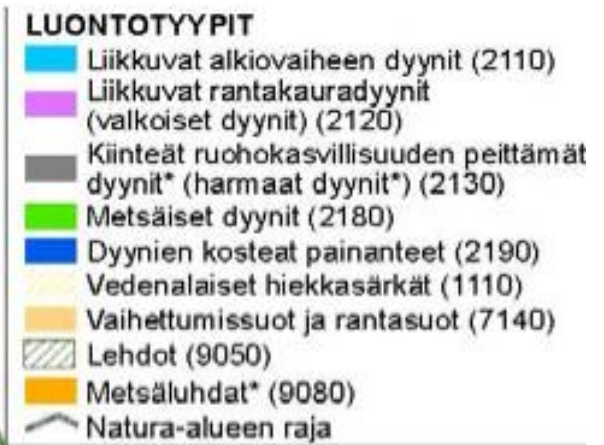 LUONTOTYYPIT
Liikkuvat alkiovaiheen dyynit (2110)
Liikkuvat rantakauradyynit
(valkoiset dyynit) (2120)
Kiinteät ruohokasvillisuuden peittämät
dyynit* (harmaat dyynit*) (2130)
Metsäiset dyynit (2180)
Dyynien kosteat painanteet (2190)
Vedenalaiset hiekkasärkät (1110)
Vaihettumissuot ja rantasuot (7140)
Lehdot (9050)
Metsäluhdat* (9080)
Natura-alueen raja